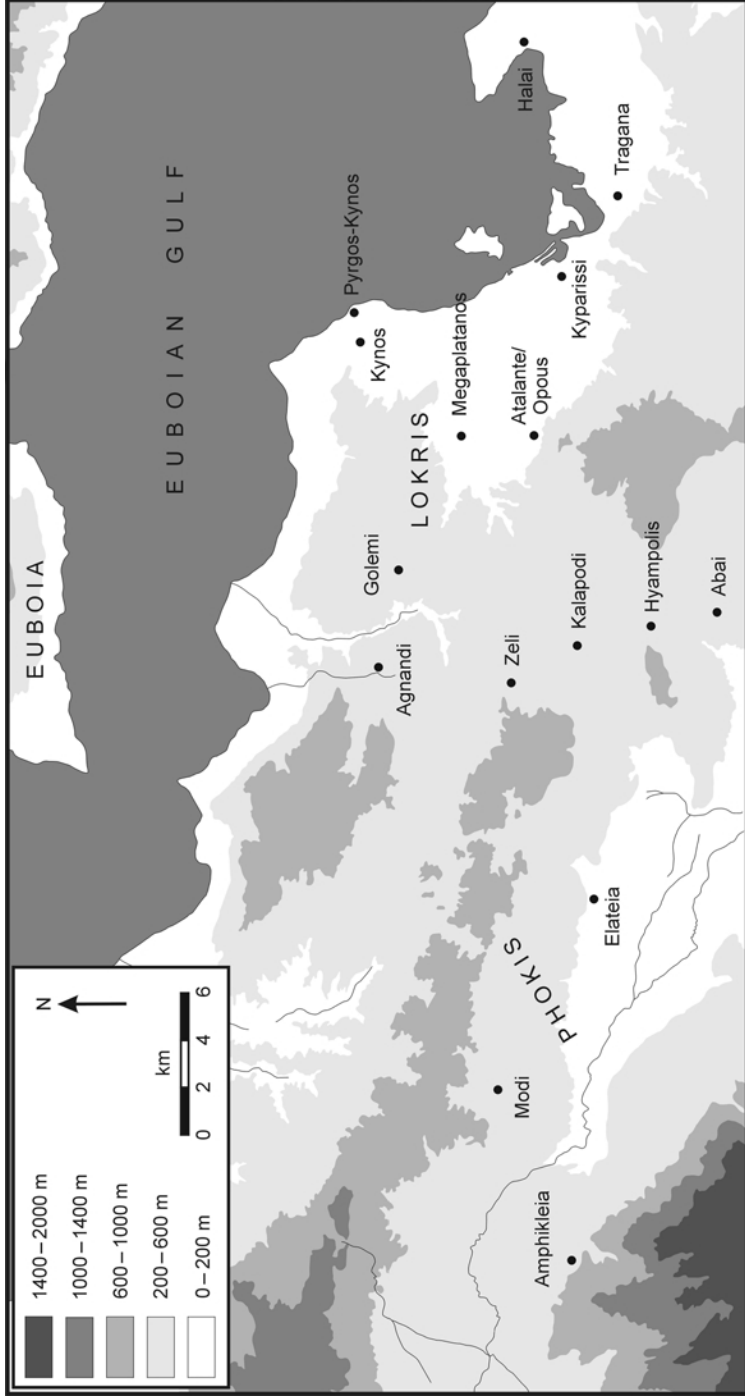 1400–2000 m
1000–1400 m
600–1000 m
200–600 m
0–200 m
N
km
0 2 4 6
EUBOIA
EUBOIAN GULF
Pyrgos-Kynos
Kynos
Golemi
Agnandi
LOKRIS
Megaplatanos
Halai
Atalante/
Opous
Zeli
Modi
Kyparissi
PHOKIS
Kalapodi
Tragana
Amphikleia
Elateia
Hyampolis
Abai